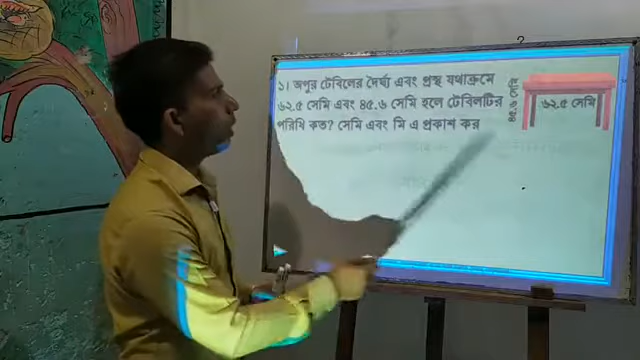 ১। অপুর টেবিলের দৈর্ঘ্য এবং প্রস্থ যথাক্রমে
৬২.৫ সেমি এবং ৪৫.৬ সেমি হলে টেবিলটির
পরিধি কত? সেমি এবং মি এ প্রকাশ কর
৪৫.৬ সেমি
৬২.৫ সেমি